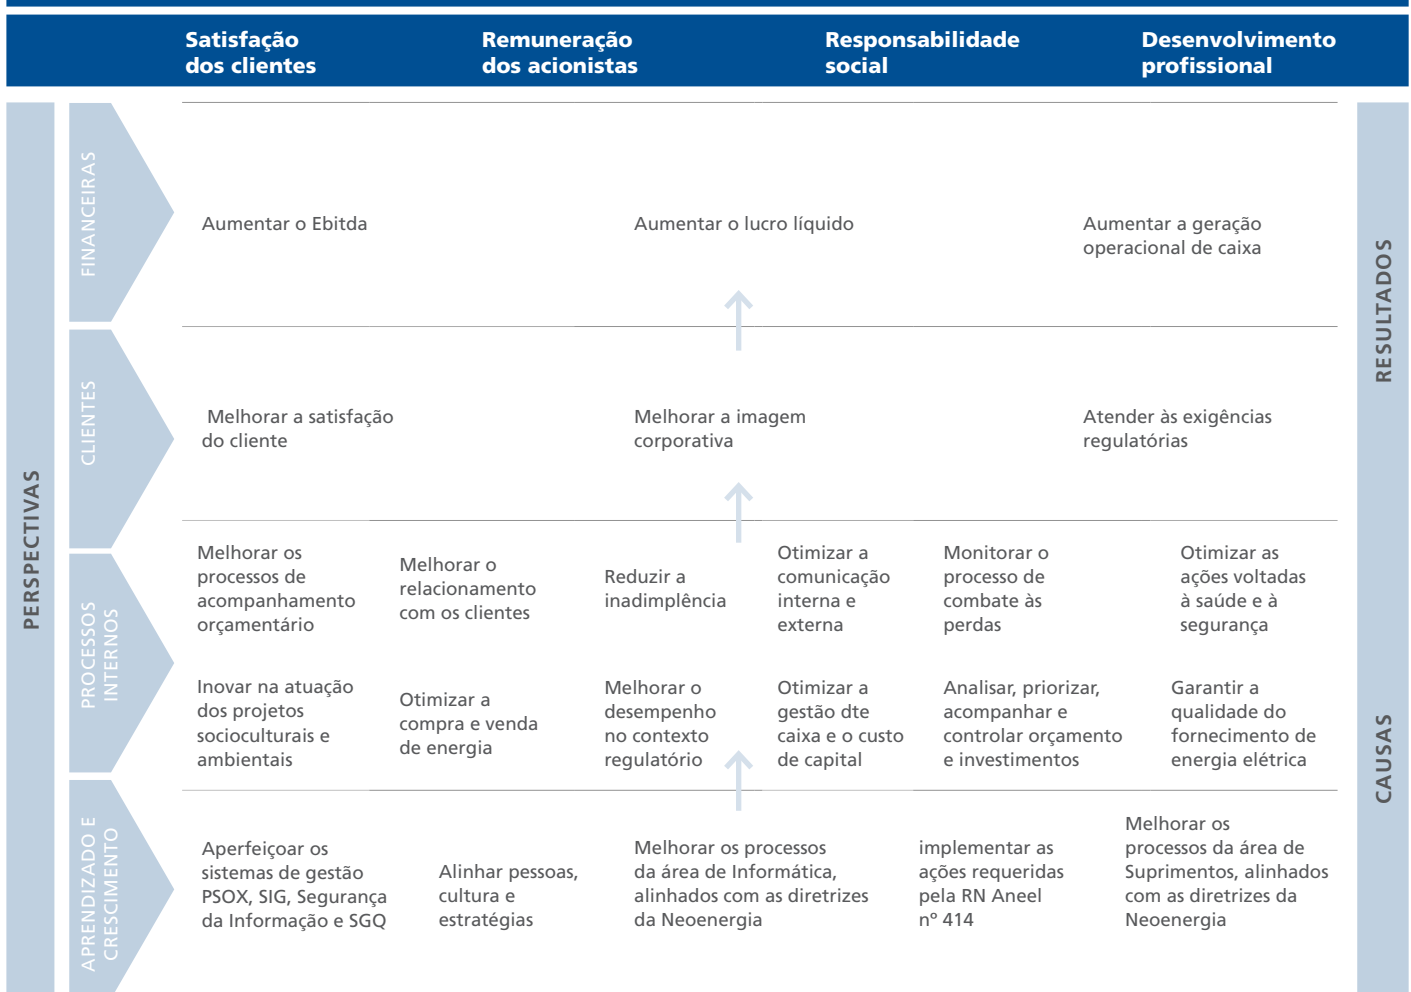 Satisfação
dos clientes
Remuneração
dos acionistas
Responsabilidade
social
Desenvolvimento
profissional
PERSPECTIVAS
FINANCEIRAS
Aumentar o Ebitda
Aumentar o lucro líquido
Aumentar a geração
operacional de caixa
RESULTADOS
CLIENTES
Melhorar a satisfação
do cliente
Melhorar a imagem
corporativa
Atender às exigências
regulatórias
PROCESSOS
INTERNOS
Melhorar os
processos de
acompanhamento
orçamentário
Melhorar o
relacionamento
com os clientes
Reduzir a
inadimplência
Otimizar a
comunicação
interna e
externa
Monitorar o
processo de
combate às
perdas
Otimizar as
ações voltadas
à saúde e à
segurança
Inovar na atuação
dos projetos
socioculturais e
ambientais
Otimizar a
compra e venda
de energia
Melhorar o
desempenho
no contexto
regulatório
Otimizar a
gestão dte
caixa e o custo
de capital
Analisar, priorizar,
acompanhar e
controlar orçamento
e investimentos
Garantir a
qualidade do
fornecimento de
energia elétrica
CAUSAS
APRENDIZADO E
CRESCIMENTO
Aperfeiçoar os
sistemas de gestão
PSOX, SIG, Segurança
da Informação e SGQ
Alinhar pessoas,
cultura e
estratégias
Melhorar os processos
da área de Informática,
alinhados com as diretrizes
da Neoenergia
implementar as
ações requeridas
pela RN Aneel
nº 414
Melhorar os
processos da área de
Suprimentos, alinhados
com as diretrizes da
Neoenergia